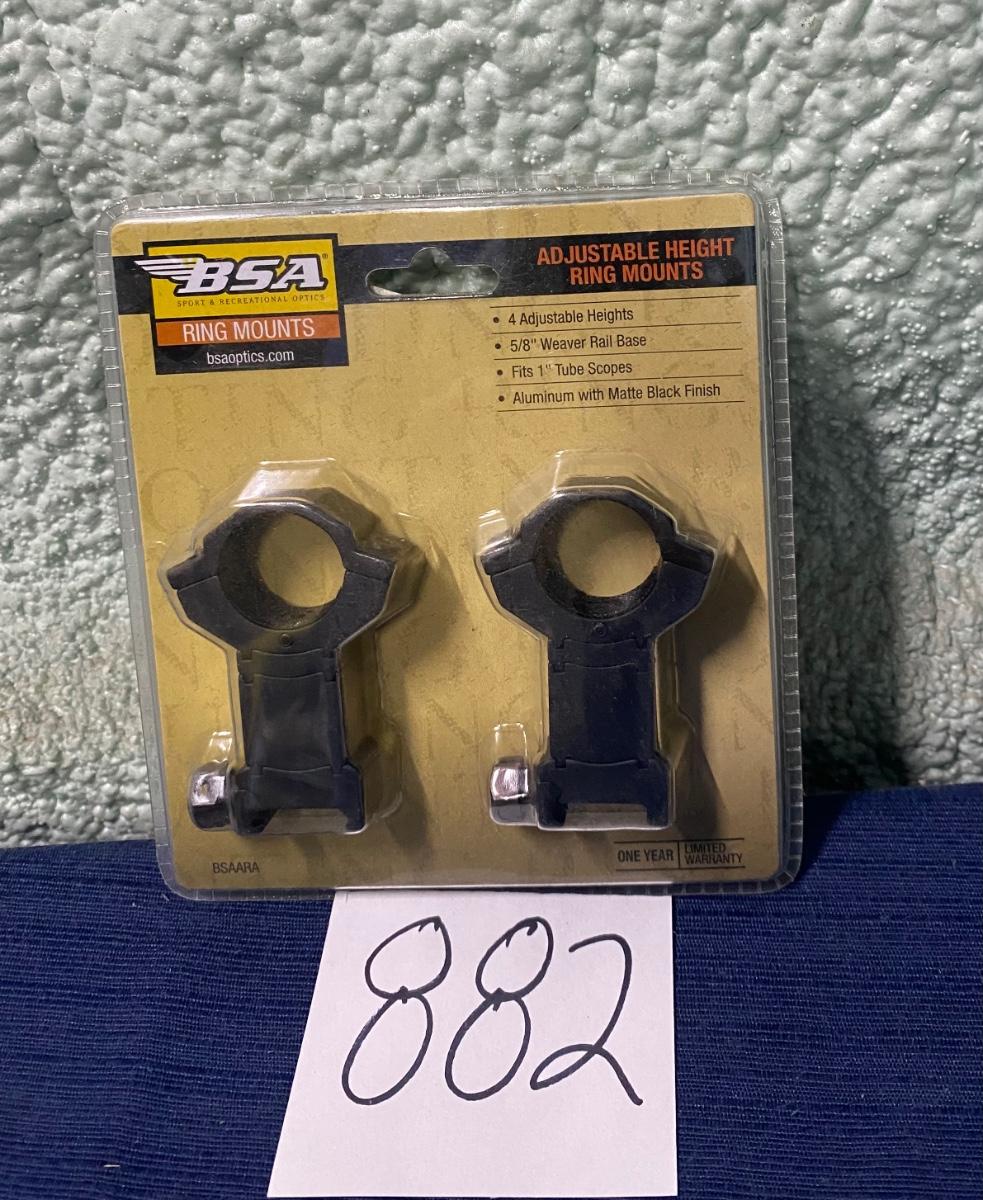 BSA®
SPORT & RECREATIONAL OPTICS
RING MOUNTS
bsaoptics.com
ADJUSTABLE HEIGHT
RING MOUNTS
• 4 Adjustable Heights
• 5/8" Weaver Rail Base
• Fits 1" Tube Scopes
• Aluminum with Matte Black Finish
BSAARA
ONE YEAR LIMITED
WARRANTY
882